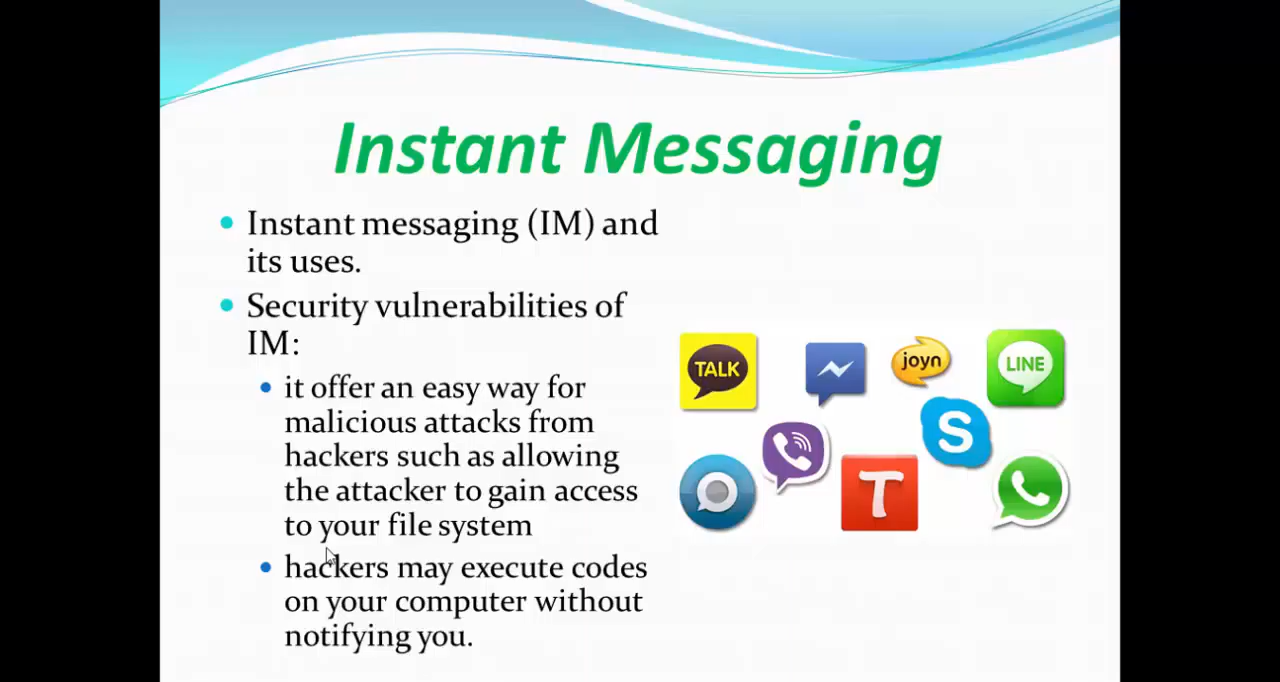 Instant Messaging
Instant messaging (IM) and
its uses.
Security vulnerabilities of
IM:
it offer an easy way for
malicious attacks from
hackers such as allowing
the attacker to gain access
to your file system
hackers may execute codes
on your computer without
notifying you.
TALK
joyn
LINE
S
T